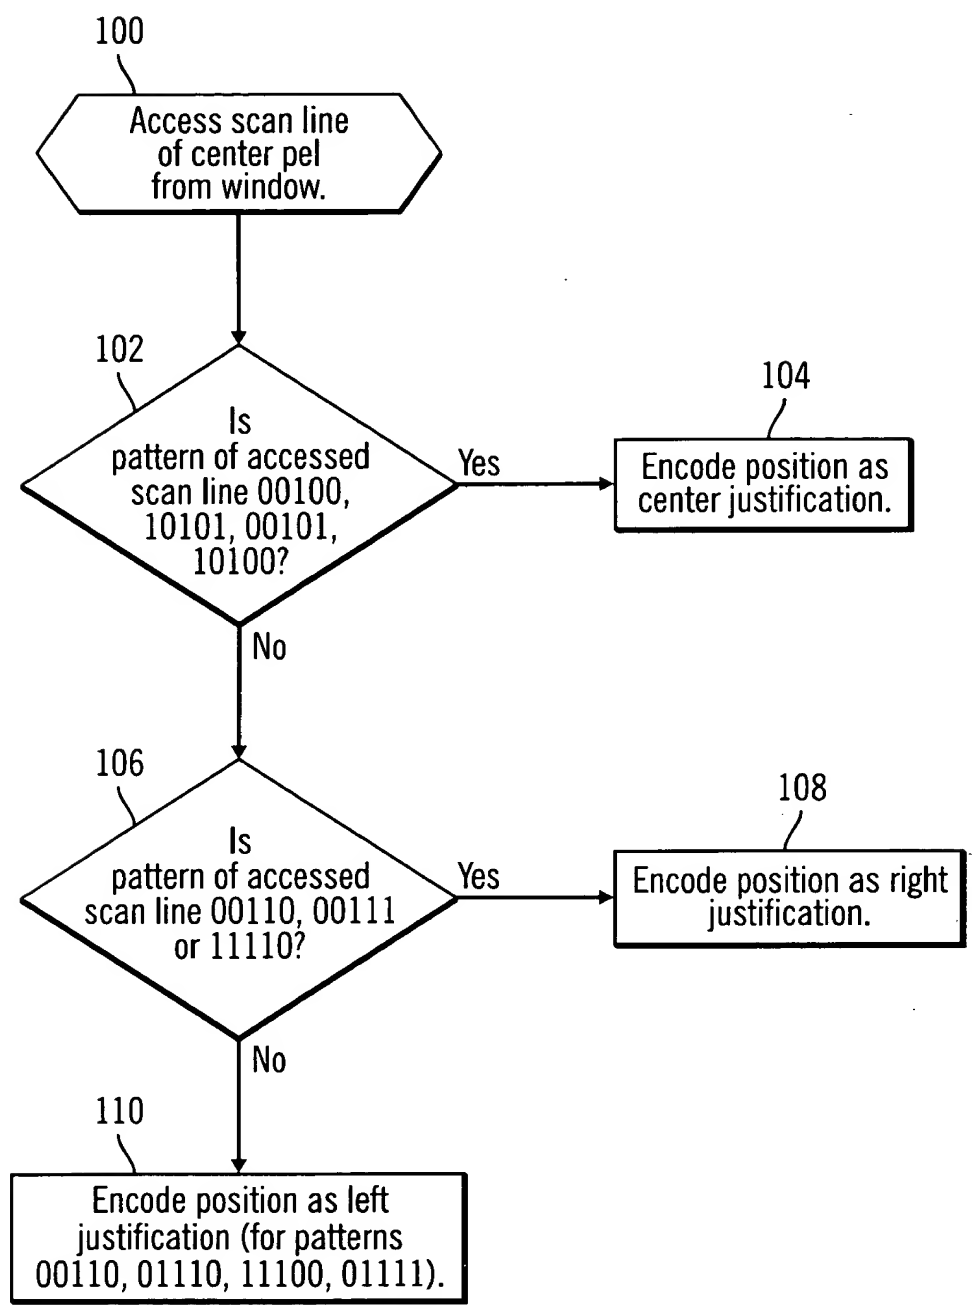 100
Access scan line
of center pel
from window.
102
Is
pattern of accessed
scan line 00100,
10101, 00101,
10100?
Yes
104
Encode position as
center justification.
No
106
Is
pattern of accessed
scan line 00110, 00111
or 11110?
Yes
108
Encode position as right
justification.
No
110
Encode position as left
justification (for patterns
00110, 01110, 11100, 01111).